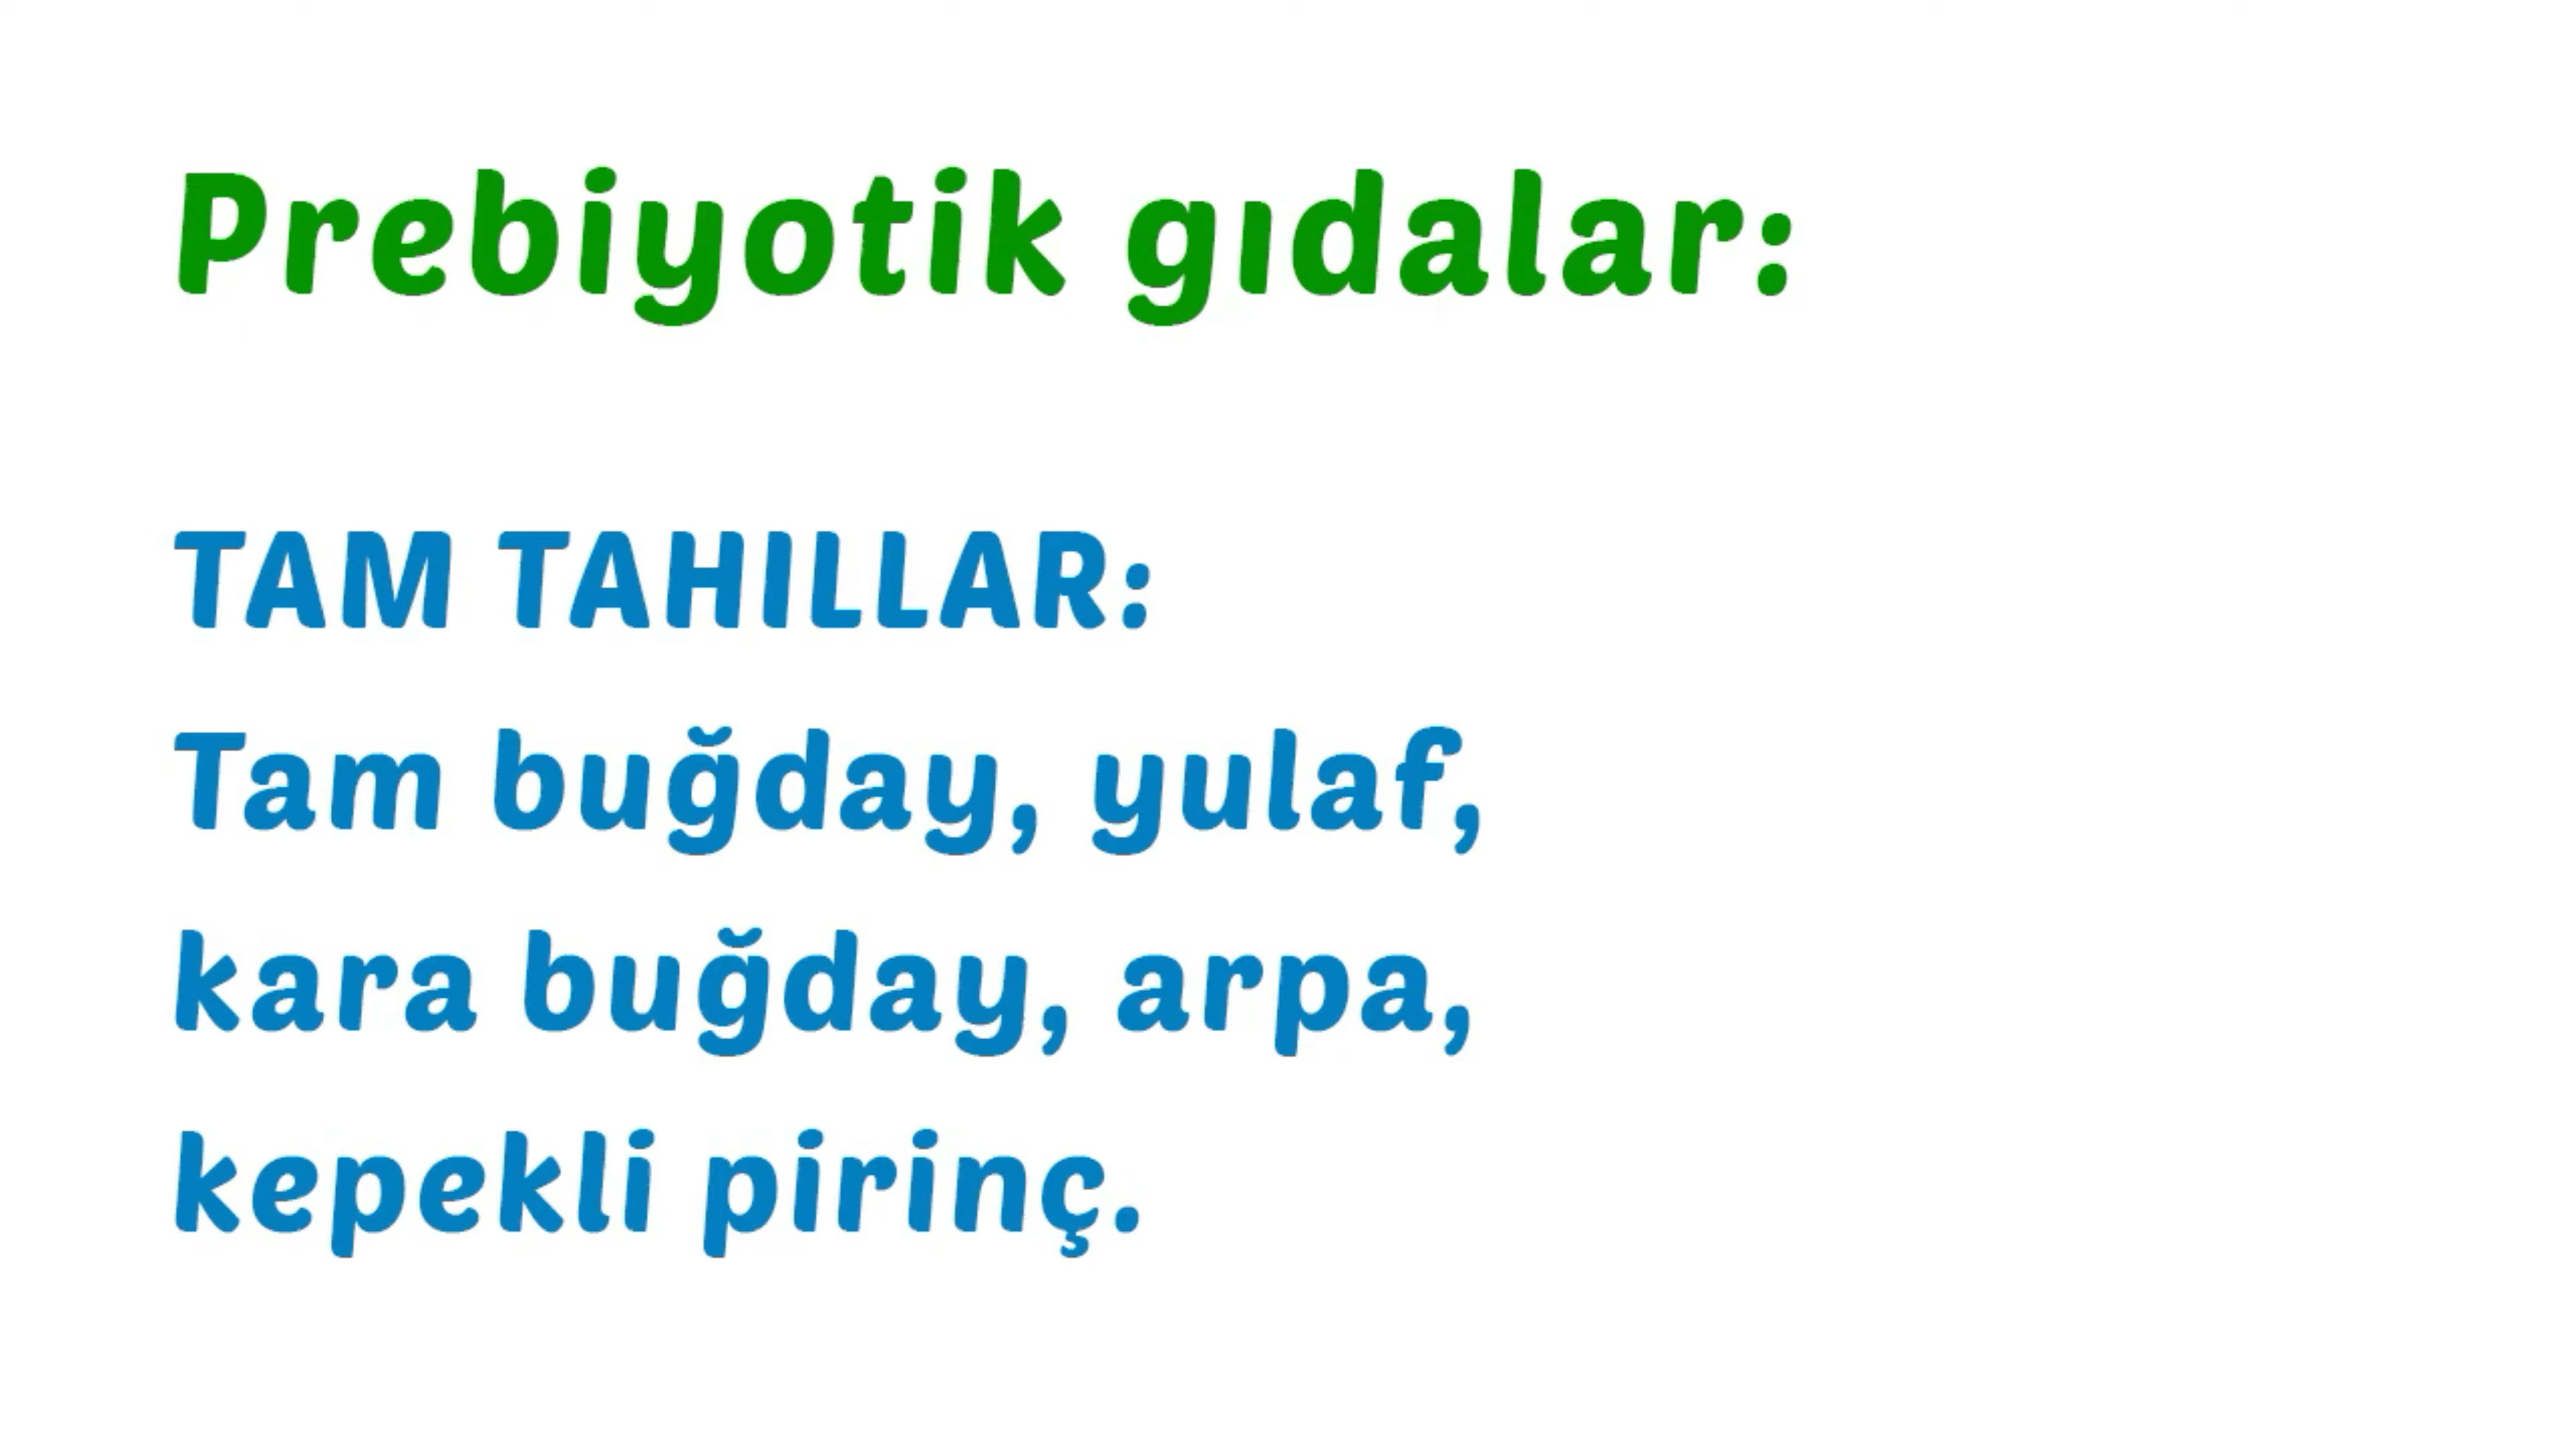 Prebiyotik gıdalar:
TAM TAHILLAR:
Tam buğday, yulaf,
kara buğday, arpa,
kepekli pirinç.